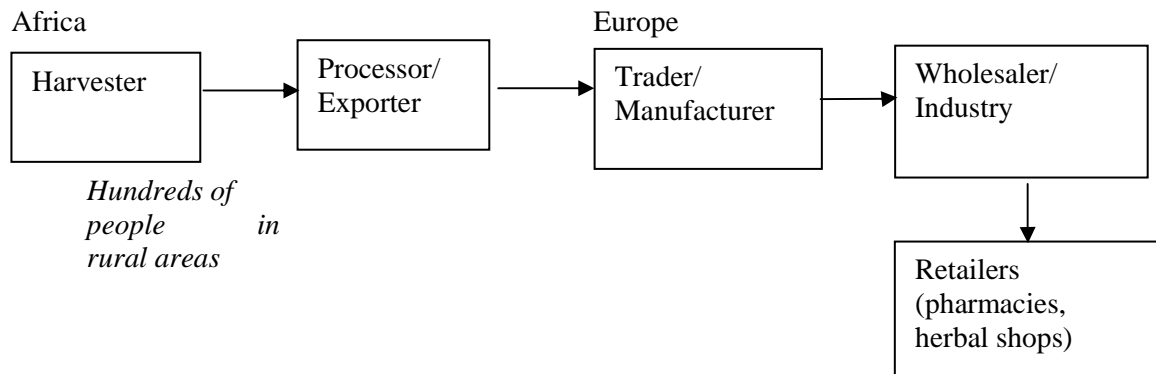 Africa
Europe
Harvester
Processor/
Exporter
Trader/
Manufacturer
Wholesaler/
Industry
Hundreds of
people in
rural areas
Retailers
(pharmacies,
herbal shops)